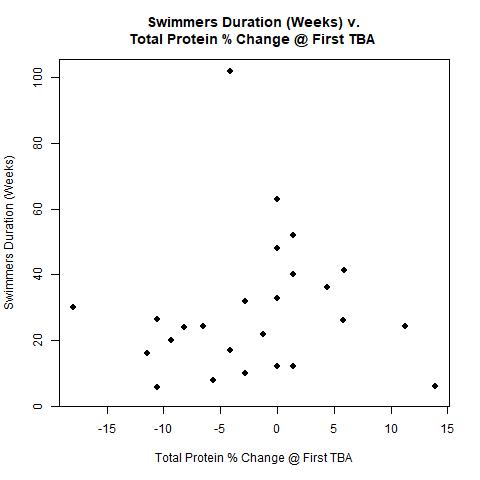 Swimmers Duration (Weeks) v.
Total Protein % Change @ First TBA
Swimmers Duration (Weeks)
100
80
60
40
20
0
-15 -10 -5 0 5 10 15
Total Protein % Change @ First TBA